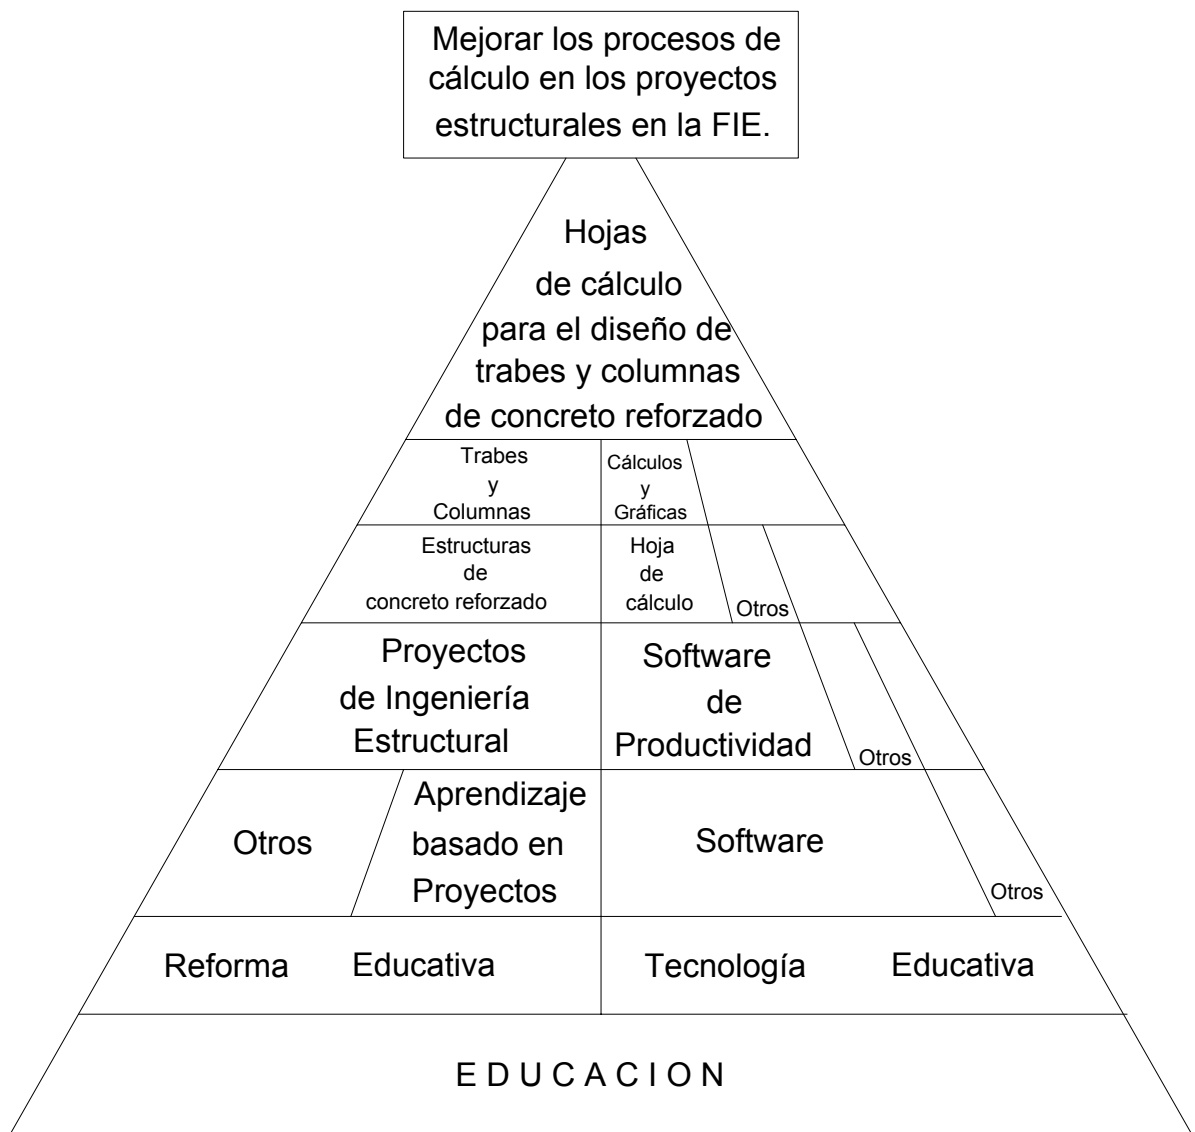 Mejorar los procesos de
cálculo en los proyectos
estructurales en la FIE.
Hojas
de cálculo
para el diseño de
trabes y columnas
de concreto reforzado
Trabes
y
Columnas
Cálculos
y
Gráficas
Estructuras
de
concreto reforzado
Hoja
de
cálculo
Otros
Proyectos
de Ingeniería
Estructural
Software
de
Productividad
Otros
Otros
Aprendizaje
basado en
Proyectos
Software
Otros
Reforma Educativa
Tecnología Educativa
E D U C A C I O N